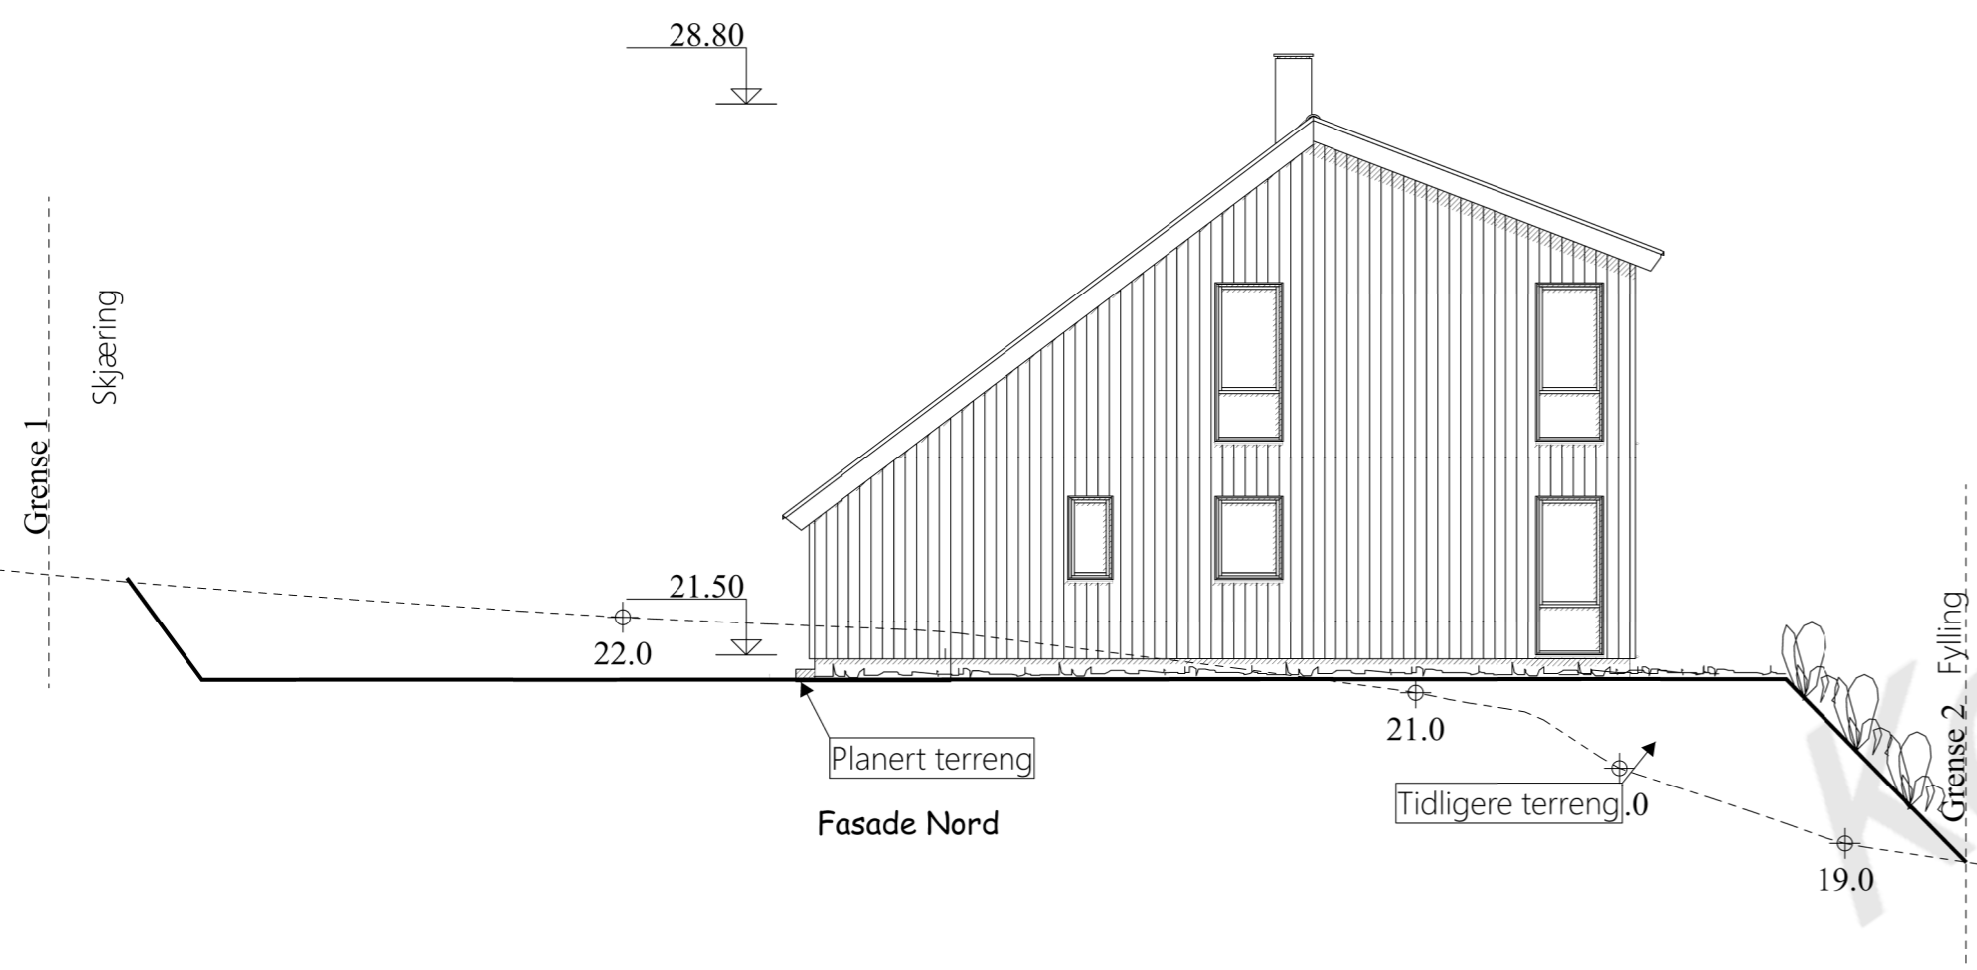 28.80
Skjæring
Grense 1
21.50
22.0
21.0
Planert terreng
Fasade Nord
Tidligere terreng
.0
19.0
Fylling
Grense 2